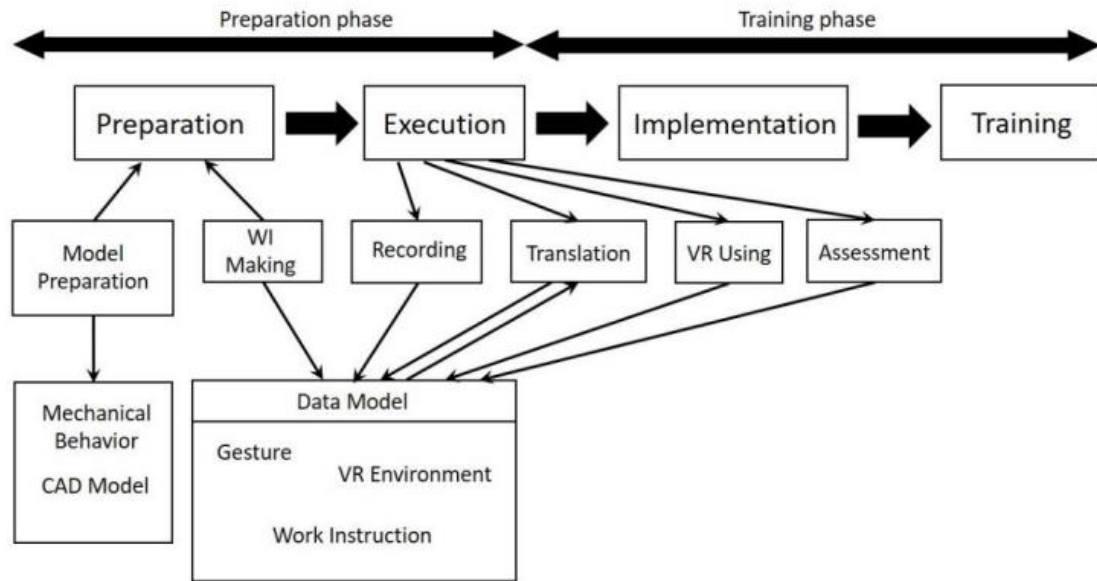 Preparation phase
Training phase
Preparation
Execution
Implementation
Training
Model
Preparation
WI
Making
Recording
Translation
VR Using
Assessment
Mechanical
Behavior
CAD Model
Data Model
Gesture
VR Environment
Work Instruction